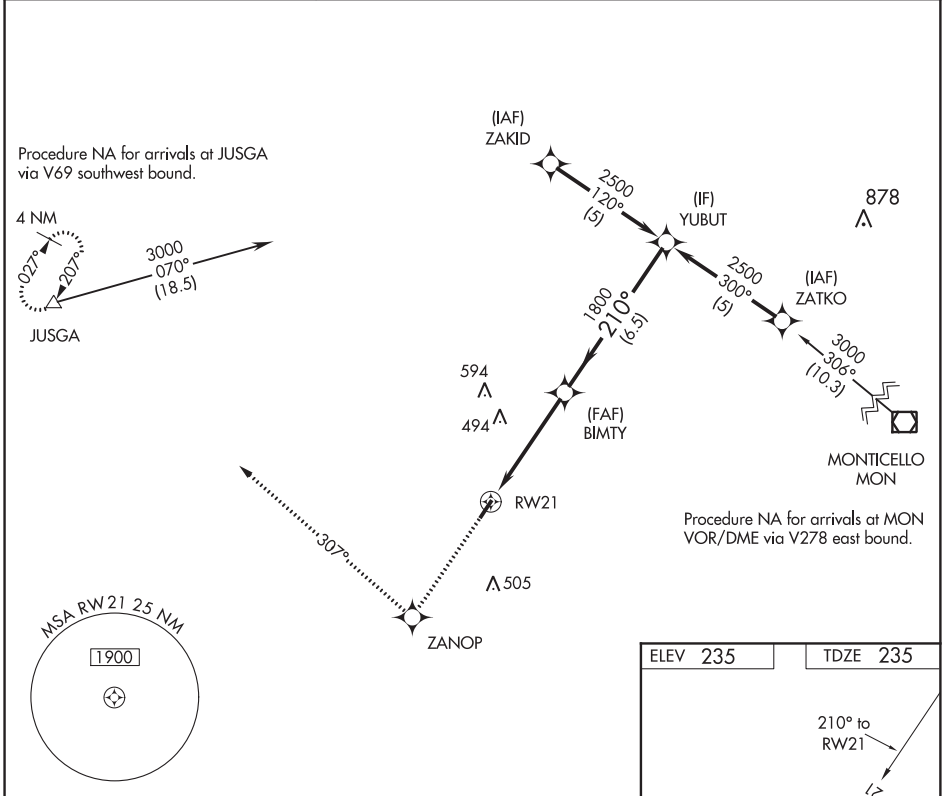 (IAF)
ZAKID
Procedure NA for arrivals at JUSGA
via V69 southwest bound.
4 NM
027°
207°
3000
070°
(18.5)
JUSGA
2500
120°
(5)
(IF)
YUBUT
878
2500
300°
(5)
(IAF)
ZATKO
1800
210°
(6.5)
3000
306°
(10.3)
594
494
(FAF)
BIMTY
MONTICELLO
MON
RW21
Procedure NA for arrivals at MON
VOR/DME via V278 east bound.
307°
505
ZANOP
MSA RW21 25 NM
1900
ELEV 235
TDZE 235
210° to
RW21
21